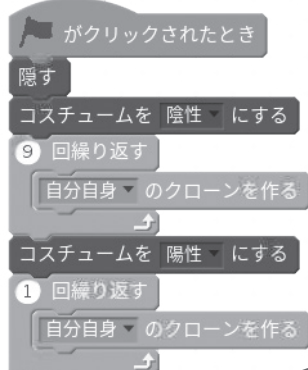 がクリックされたとき
隠す
コスチュームを 陰性 にする
9 回繰り返す
自分自身 のクローンを作る
コスチュームを 陽性 にする
1 回繰り返す
自分自身 のクローンを作る